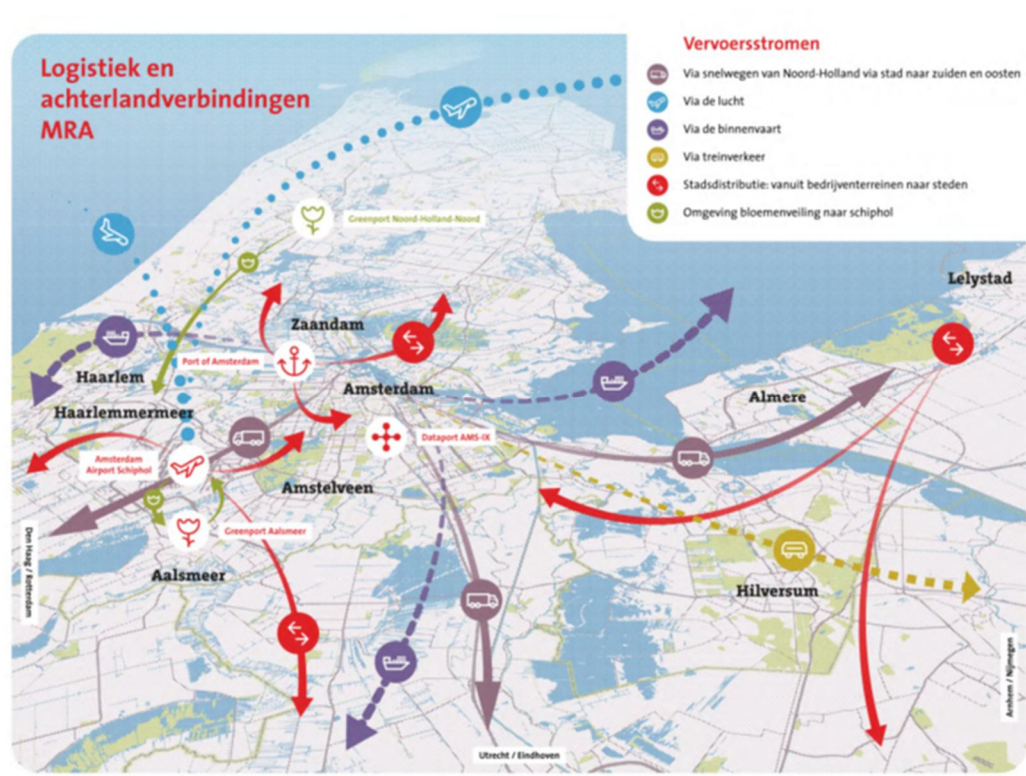 Logistiek en
achterlandverbindingen
MRA
Vervoersstromen
Via snelwegen van Noord-Holland via stad naar zuiden en oosten
Via de lucht
Via de binnenvaart
Via treinverkeer
Stadsdistributie: vanuit bedrijventerreinen naar steden
Omgeving bloemenveiling naar schiphol
Greenport Noord-Holland-Noord
Lelystad
Zaandam
Port of Amsterdam
Haarlem
Amsterdam
Almere
Haarlemmermeer
Dataport AMS-IX
Amsterdam
Airport Schiphol
Amstelveen
Greenport Aalsmeer
Den Haag / Rotterdam
Aalsmeer
Hilversum
Arnhem / Nijmegen
Utrecht / Eindhoven